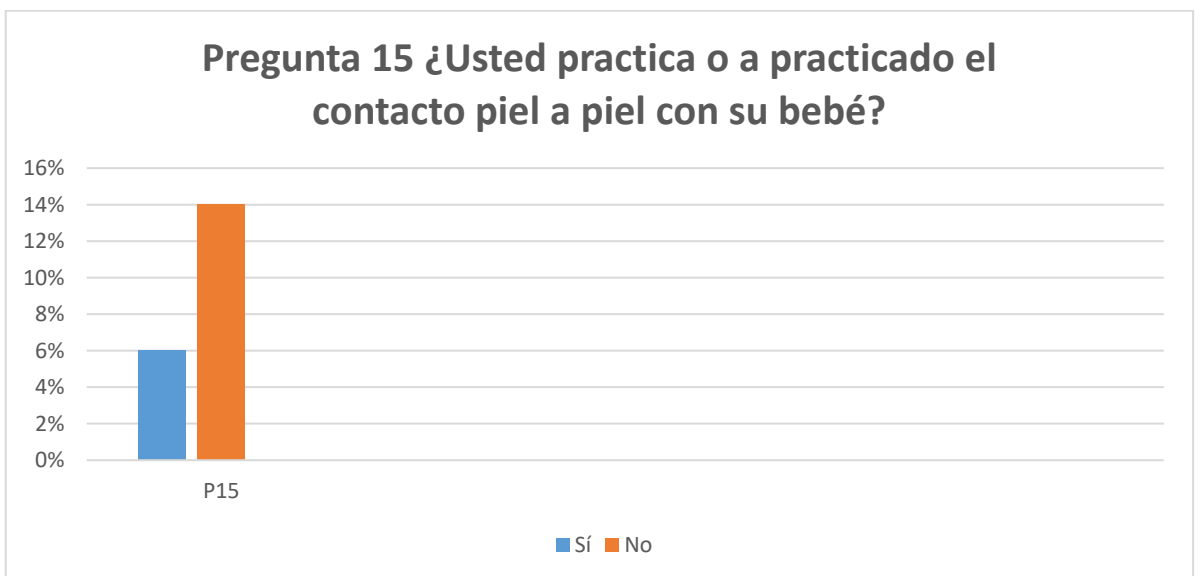 Pregunta 15 ¿Usted practica o a practicado el
contacto piel a piel con su bebé?
16%
14%
12%
10%
8%
6%
4%
2%
0%
P15
Sí No